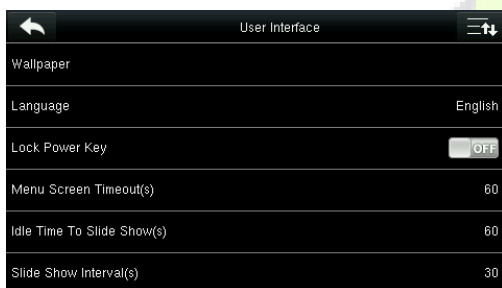 User Interface
Wallpaper
Language English
Lock Power Key OFF
Menu Screen Timeout(s) 60
Idle Time To Slide Show(s) 60
Slide Show Interval(s) 30